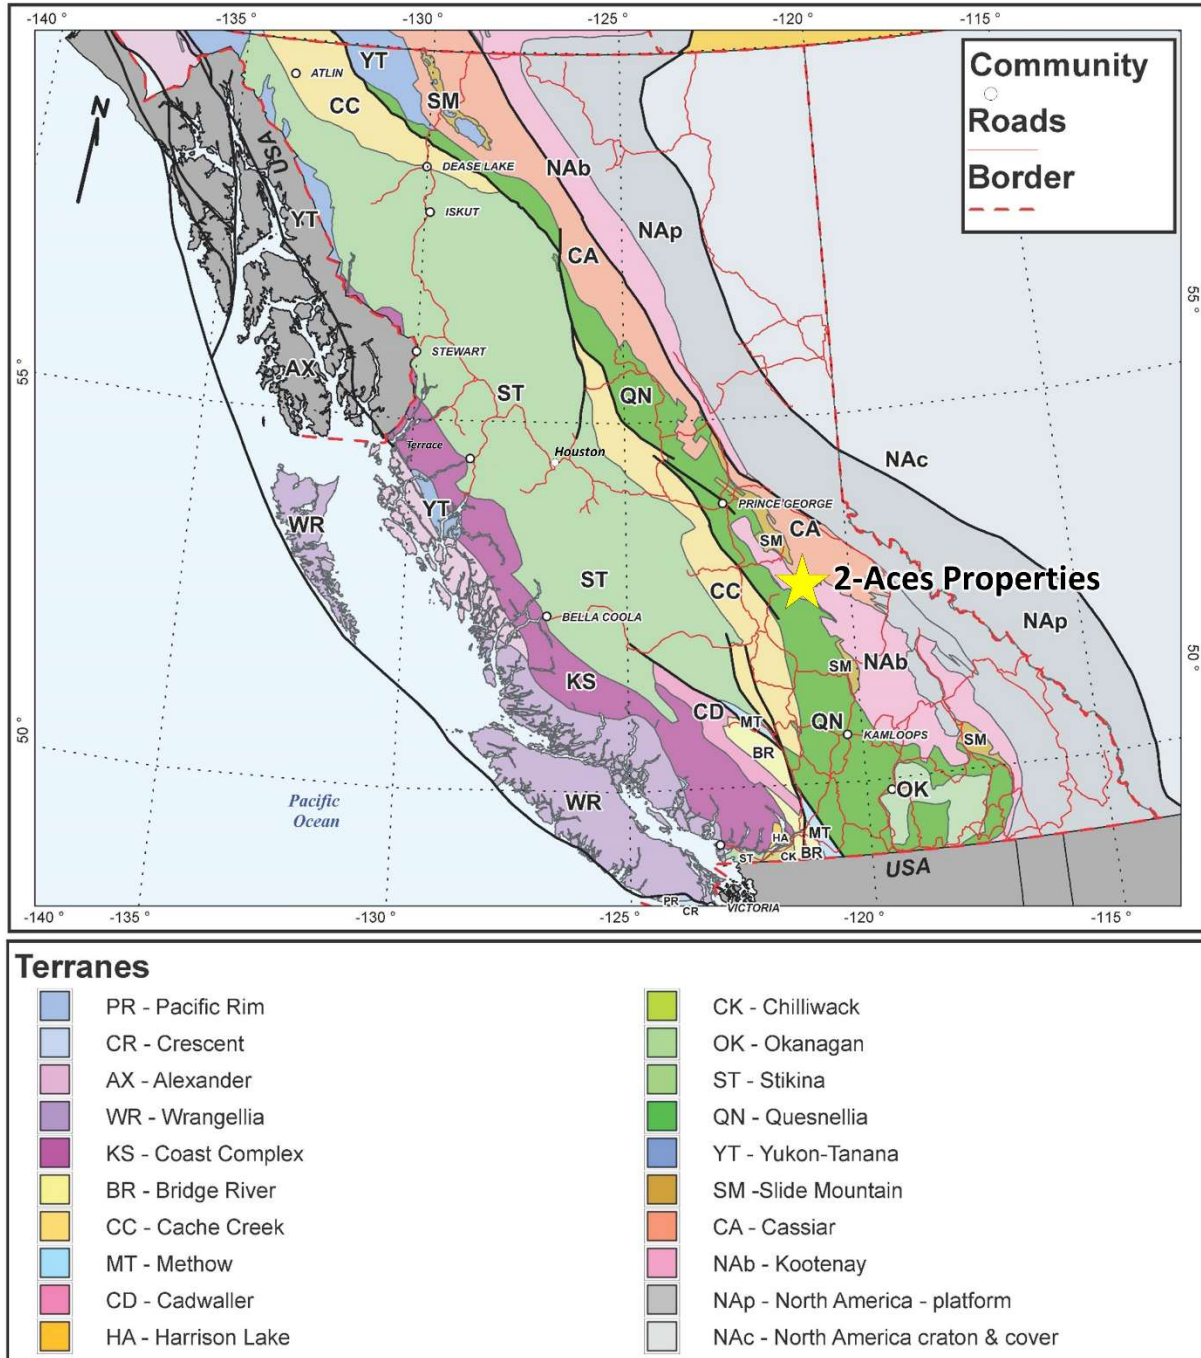 -140 °
-135 °
-130 °
-125 °
-120 °
-115 °
Community
Roads
Border
N
ATLIN
YT
CC
SM
USA
DEASE LAKE
NAb
ISKUT
YT
NAp
CA
55 °
STEWART
55 °
AX
ST
QN
Terrace
Houston
NAc
PRINCE GEORGE
WR
YT
SM
CA
ST
CC
2-Aces Properties
BELLA COOLA
NAp
50 °
SM
NAb
KS
CD
MT
QN
KAMLOOPS
SM
50 °
BR
OK
Pacific
Ocean
WR
HA
MT
ST
CK
BR
USA
PR
CR
VICTORIA
-140 °
-135 °
-130 °
-125 °
-120 °
-115 °
Terranes
PR - Pacific Rim
CR - Crescent
AX - Alexander
WR - Wrangellia
KS - Coast Complex
BR - Bridge River
CC - Cache Creek
MT - Methow
CD - Cadwaller
HA - Harrison Lake
CK - Chilliwack
OK - Okanagan
ST - Stikina
QN - Quesnellia
YT - Yukon-Tanana
SM -Slide Mountain
CA - Cassiar
NAb - Kootenay
NAp - North America - platform
NAc - North America craton & cover